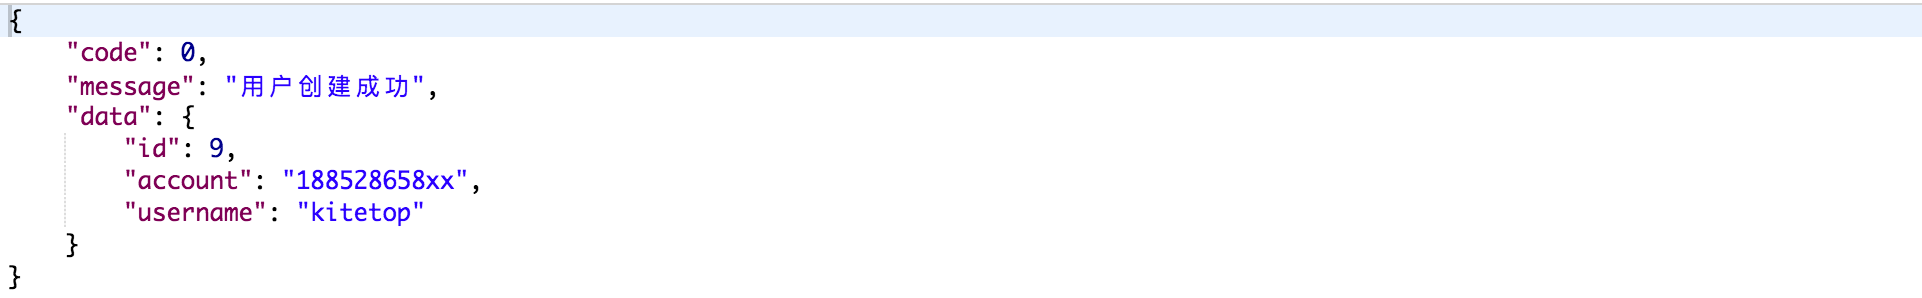 {
    "code": 0,
    "message": "用户创建成功",
    "data": {
        "id": 9,
        "account": "188528658xx",
        "username": "kitetop"
    }
}